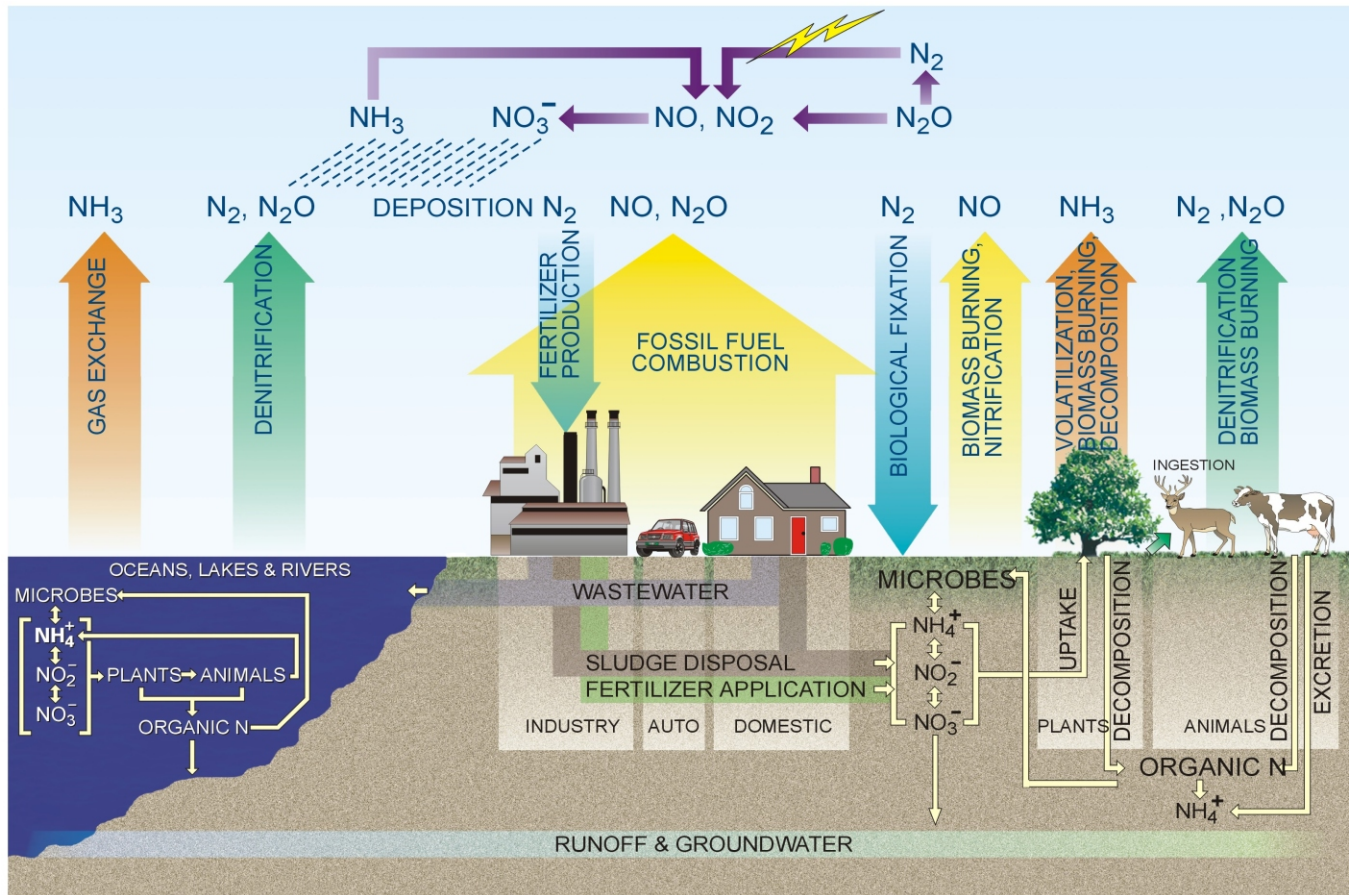 N₂
NH₃
NO₃⁻
NO, NO₂
N₂O
NH₃
N₂, N₂O
DEPOSITION
N₂
NO, N₂O
N₂
NO
NH₃
N₂ ,N₂O
GAS EXCHANGE
DENITRIFICATION
FERTILIZER
PRODUCTION
FOSSIL FUEL
COMBUSTION
BIOLOGICAL FIXATION
BIOMASS BURNING,
NITRIFICATION
VOLATILIZATION,
BIOMASS BURNING,
DECOMPOSITION
DENITRIFICATION
BIOMASS BURNING
INGESTION
OCEANS, LAKES & RIVERS
MICROBES
NH₄⁺
NO₂⁻
NO₃⁻
PLANTS
ANIMALS
ORGANIC N
WASTEWATER
SLUDGE DISPOSAL
FERTILIZER APPLICATION
INDUSTRY
AUTO
DOMESTIC
MICROBES
NH₄⁺
NO₂⁻
NO₃⁻
UPTAKE
PLANTS
DECOMPOSITION
ANIMALS
DECOMPOSITION
EXCRETION
ORGANIC N
NH₄⁺
RUNOFF & GROUNDWATER